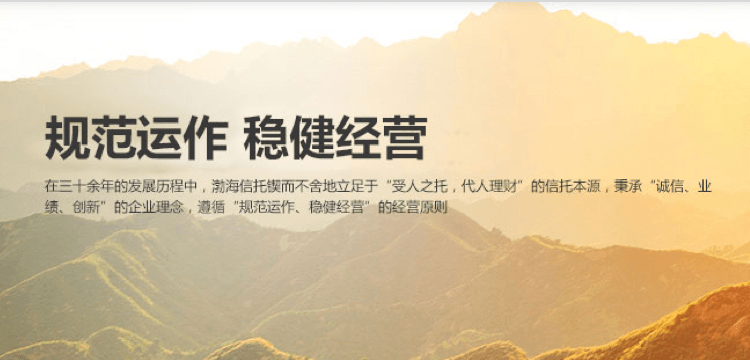 规范运作 稳健经营
在三十余年的发展历程中，渤海信托锲而不舍地立足于“受人之托，代人理财”的信托本源，秉承“诚信、业
绩、创新”的企业理念，遵循“规范运作、稳健经营”的经营原则